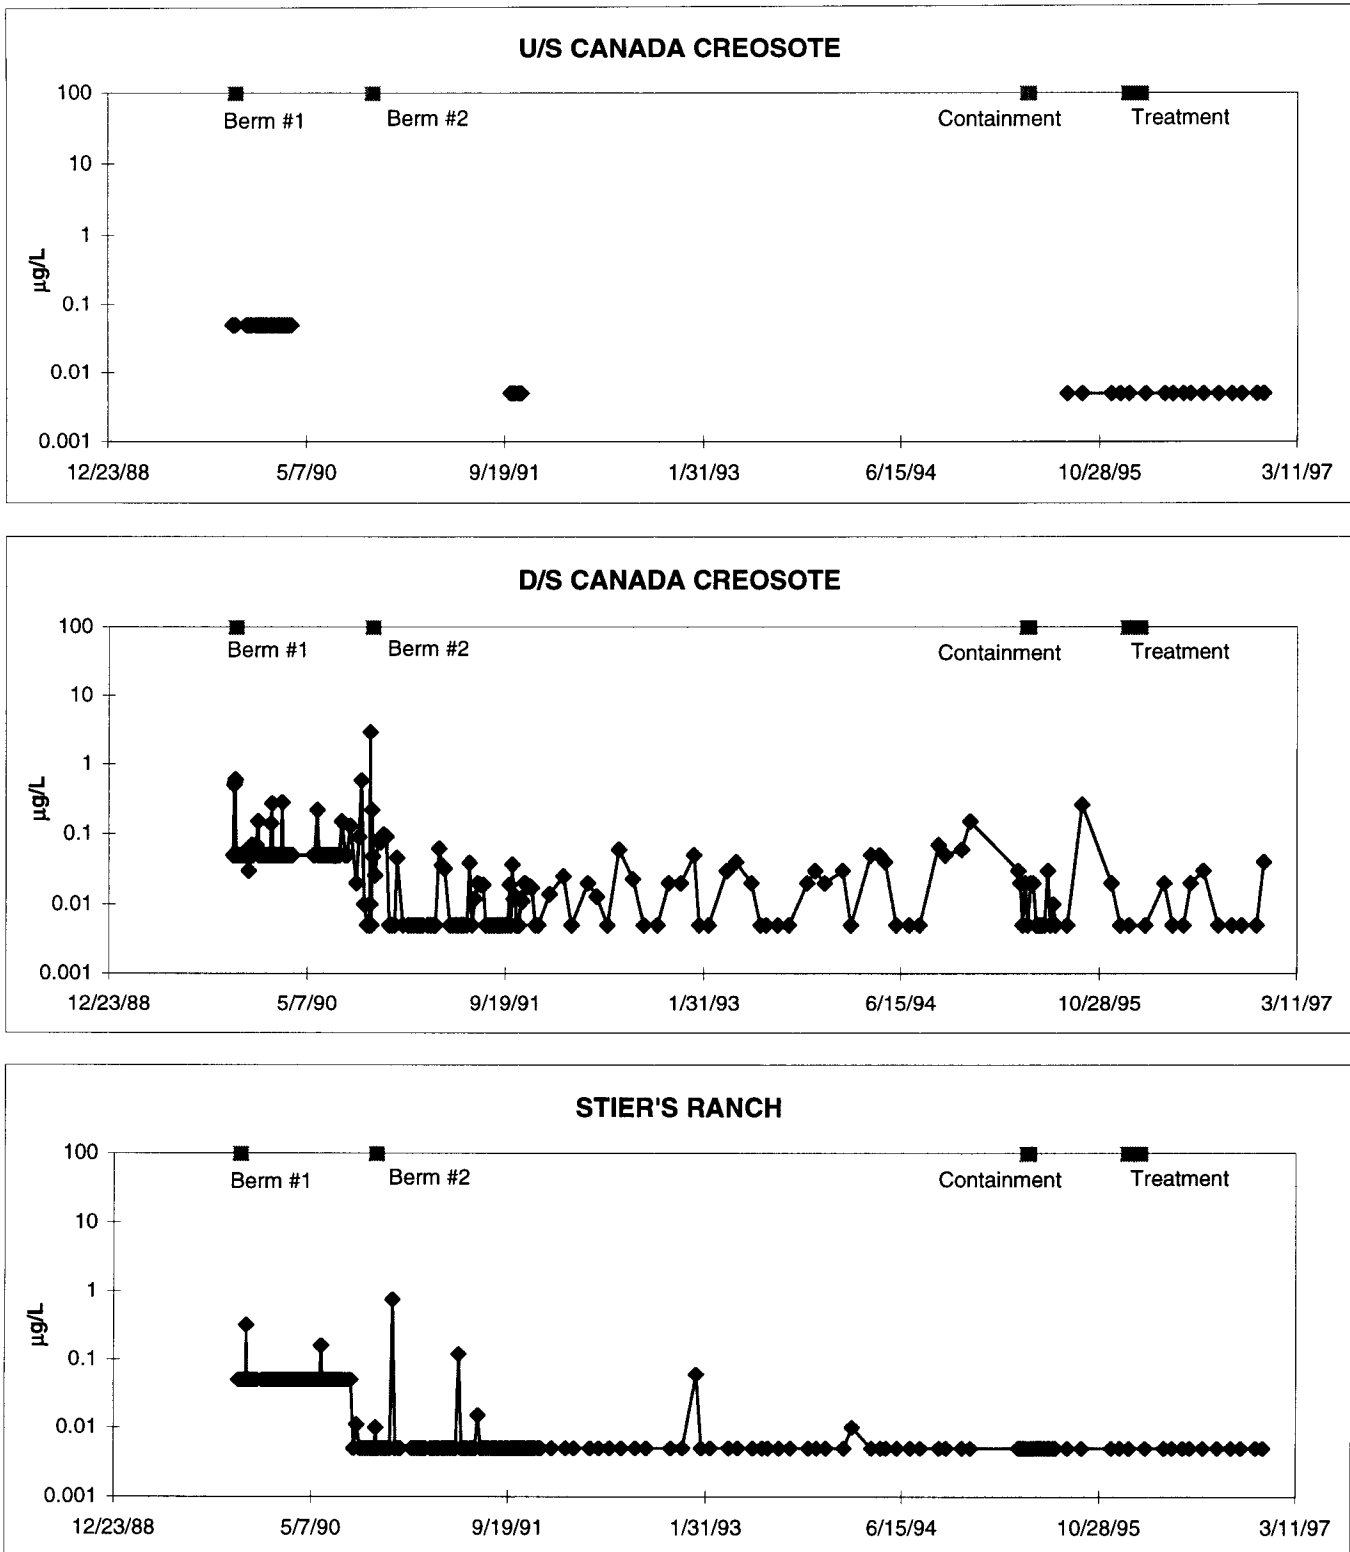 U/S CANADA CREOSOTE
100
Berm #1 Berm #2 Containment Treatment
10
1
µg/L
0.1
0.01
0.001
12/23/88 5/7/90 9/19/91 1/31/93 6/15/94 10/28/95 3/11/97
D/S CANADA CREOSOTE
100
Berm #1 Berm #2 Containment Treatment
10
1
µg/L
0.1
0.01
0.001
12/23/88 5/7/90 9/19/91 1/31/93 6/15/94 10/28/95 3/11/97
STIER'S RANCH
100
Berm #1 Berm #2 Containment Treatment
10
1
µg/L
0.1
0.01
0.001
12/23/88 5/7/90 9/19/91 1/31/93 6/15/94 10/28/95 3/11/97